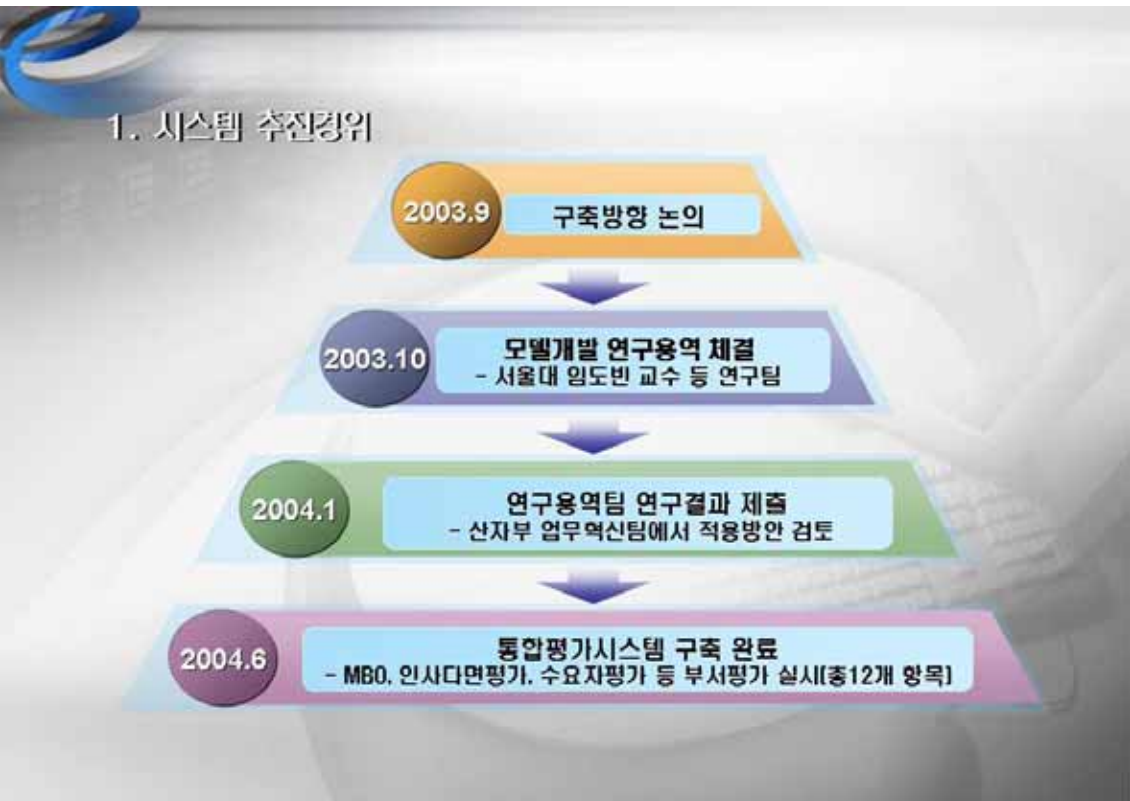 1. 시스템 추진경위
2003.9
구축방향 논의
2003.10
모델개발 연구용역 체결
- 서울대 임도빈 교수 등 연구팀
2004.1
연구용역팀 연구결과 제출
- 산자부 업무혁신팀에서 적용방안 검토
2004.6
통합평가시스템 구축 완료
- MBO, 인사다면평가, 수요자평가 등 부서평가 실시(총12개 항목)